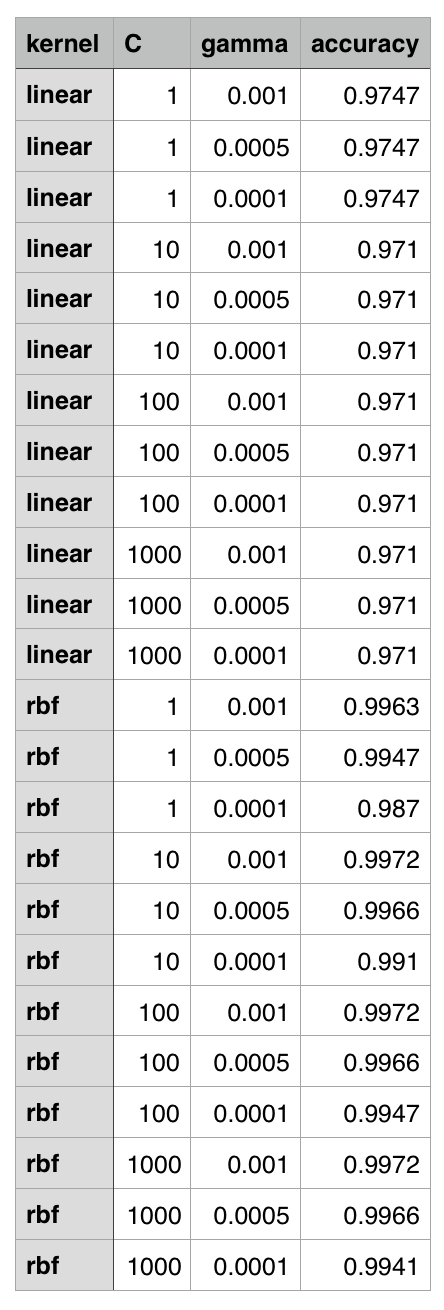 kernel C gamma accuracy
linear 1 0.001 0.9747
linear 1 0.0005 0.9747
linear 1 0.0001 0.9747
linear 10 0.001 0.971
linear 10 0.0005 0.971
linear 10 0.0001 0.971
linear 100 0.001 0.971
linear 100 0.0005 0.971
linear 100 0.0001 0.971
linear 1000 0.001 0.971
linear 1000 0.0005 0.971
linear 1000 0.0001 0.971
rbf 1 0.001 0.9963
rbf 1 0.0005 0.9947
rbf 1 0.0001 0.987
rbf 10 0.001 0.9972
rbf 10 0.0005 0.9966
rbf 10 0.0001 0.991
rbf 100 0.001 0.9972
rbf 100 0.0005 0.9966
rbf 100 0.0001 0.9947
rbf 1000 0.001 0.9972
rbf 1000 0.0005 0.9966
rbf 1000 0.0001 0.9941